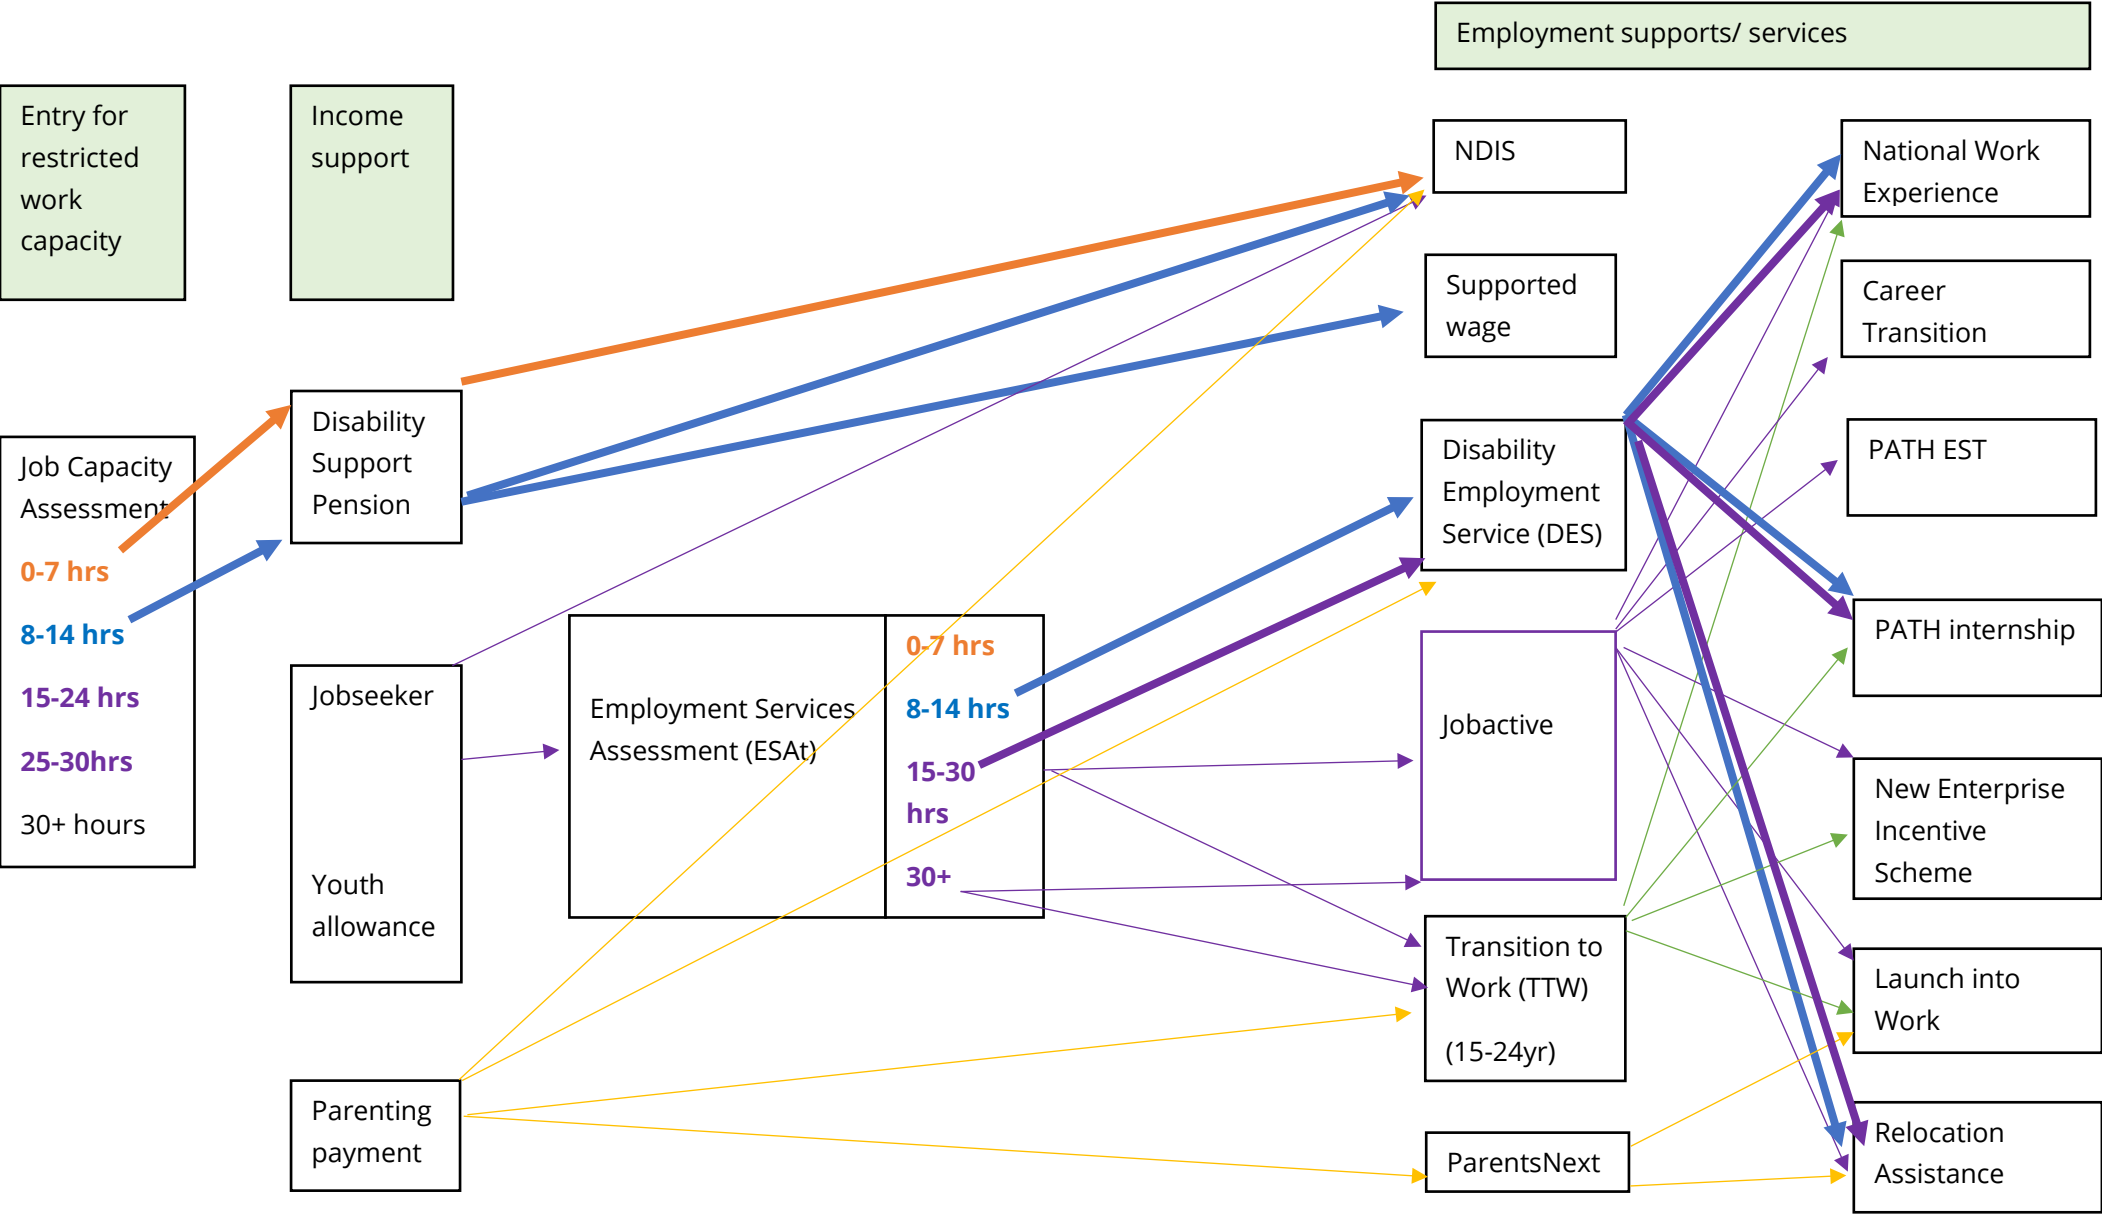 Employment supports/ services
Entry for
restricted
work
capacity
Income
support
Job Capacity
Assessment
0-7 hrs
8-14 hrs
15-24 hrs
25-30hrs
30+ hours
Disability
Support
Pension
Jobseeker
Youth
allowance
Parenting
payment
Employment Services
Assessment (ESAt)
0-7 hrs
8-14 hrs
15-30
hrs
30+
NDIS
Supported
wage
Disability
Employment
Service (DES)
Jobactive
Transition to
Work (TTW)
(15-24yr)
ParentsNext
National Work
Experience
Career
Transition
PATH EST
PATH internship
New Enterprise
Incentive
Scheme
Launch into
Work
Relocation
Assistance